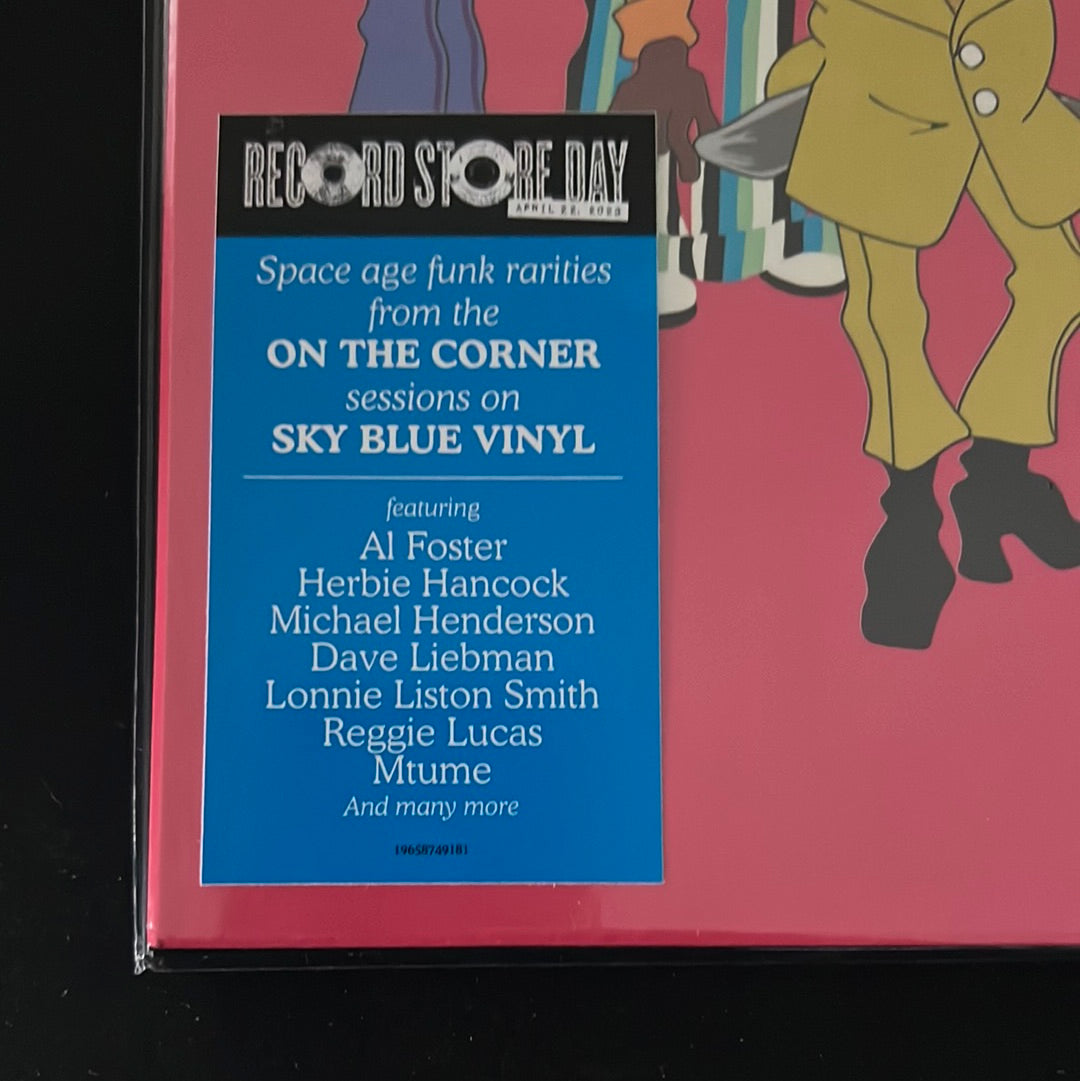 RECORD STORE DAY
APRIL 22, 2023
Space age funk rarities
from the
ON THE CORNER
sessions on
SKY BLUE VINYL
featuring
Al Foster
Herbie Hancock
Michael Henderson
Dave Liebman
Lonnie Liston Smith
Reggie Lucas
Mtume
And many more
19658749181